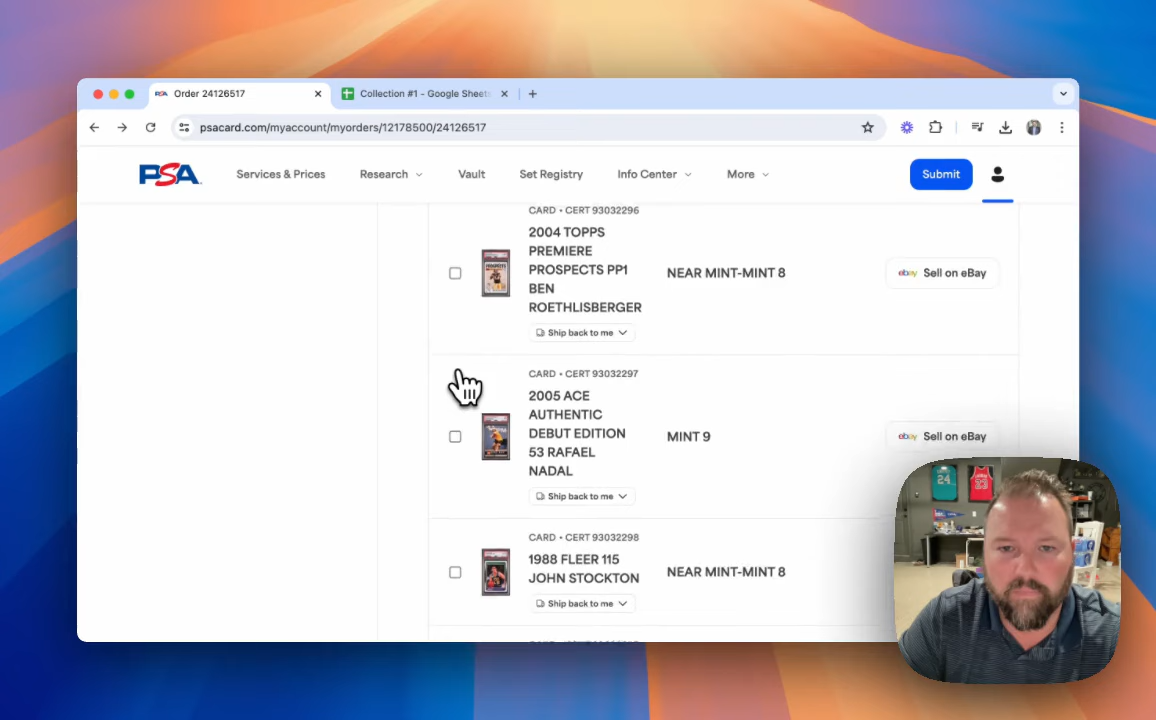 PSA Order 24126517
Collection #1 - Google Sheets
psacard.com/myaccount/myorders/12178500/24126517
PSA
Services & Prices
Research
Vault
Set Registry
Info Center
More
Submit
CARD • CERT 93032296
2004 TOPPS
PREMIERE
PROSPECTS PP1
BEN
ROETHLISBERGER
NEAR MINT-MINT 8
ebay Sell on eBay
Ship back to me
CARD • CERT 93032297
2005 ACE
AUTHENTIC
DEBUT EDITION
53 RAFAEL
NADAL
MINT 9
ebay Sell on eBay
Ship back to me
CARD • CERT 93032298
1988 FLEER 115
JOHN STOCKTON
NEAR MINT-MINT 8
Ship back to me
24
33